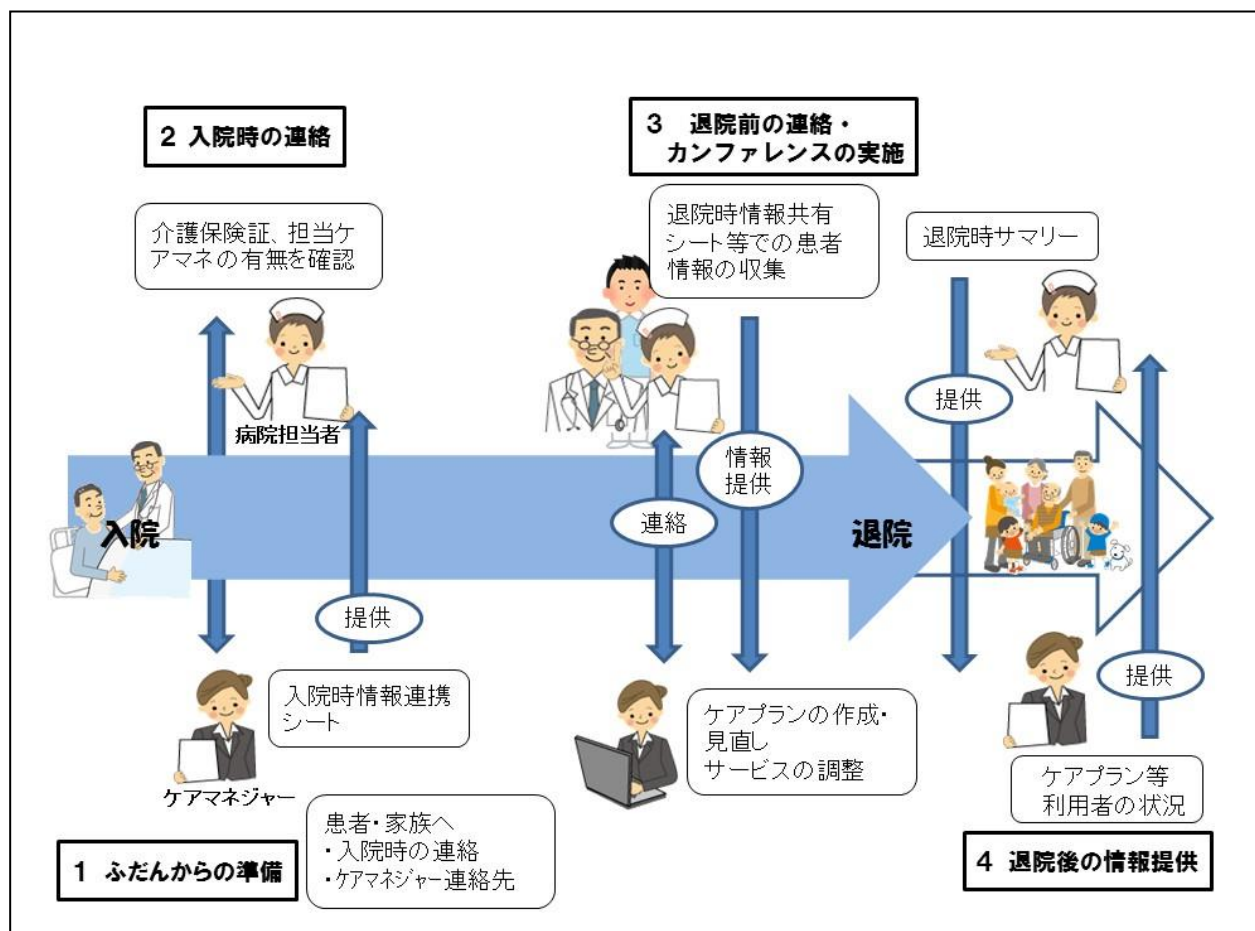 2 入院時の連絡
介護保険証、担当ケ
アマネの有無を確認
病院担当者
入院
提供
入院時情報連携
シート
ケアマネジャー
1 ふだんからの準備
患者・家族へ
・入院時の連絡
・ケアマネジャー連絡先
3 退院前の連絡・
カンファレンスの実施
退院時情報共有
シート等での患者
情報の収集
連絡
情報
提供
ケアプランの作成・
見直し
サービスの調整
退院
退院時サマリー
提供
提供
ケアプラン等
利用者の状況
4 退院後の情報提供